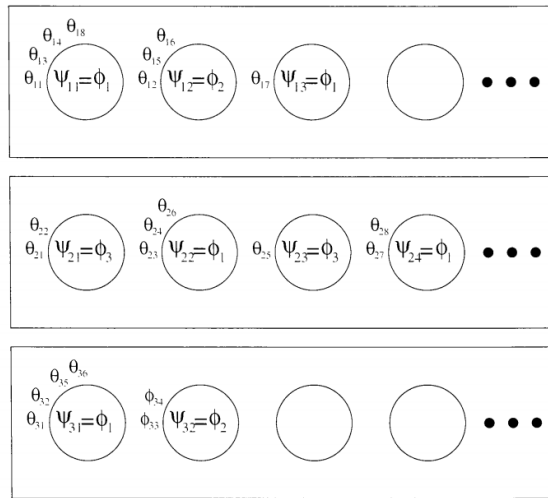 θ₁₄ θ₁₈ θ₁₆
θ₁₃ θ₁₅
θ₁₁ ψ₁₁=ϕ₁ θ₁₂ ψ₁₂=ϕ₂ θ₁₇ ψ₁₃=ϕ₁
θ₂₆
θ₂₂ θ₂₄ θ₂₈
θ₂₁ ψ₂₁=ϕ₃ θ₂₃ ψ₂₂=ϕ₁ θ₂₅ ψ₂₃=ϕ₃ θ₂₇ ψ₂₄=ϕ₁
θ₃₅ θ₃₆
θ₃₂ ϕ₃₄
θ₃₁ ψ₃₁=ϕ₁ ϕ₃₃ ψ₃₂=ϕ₂